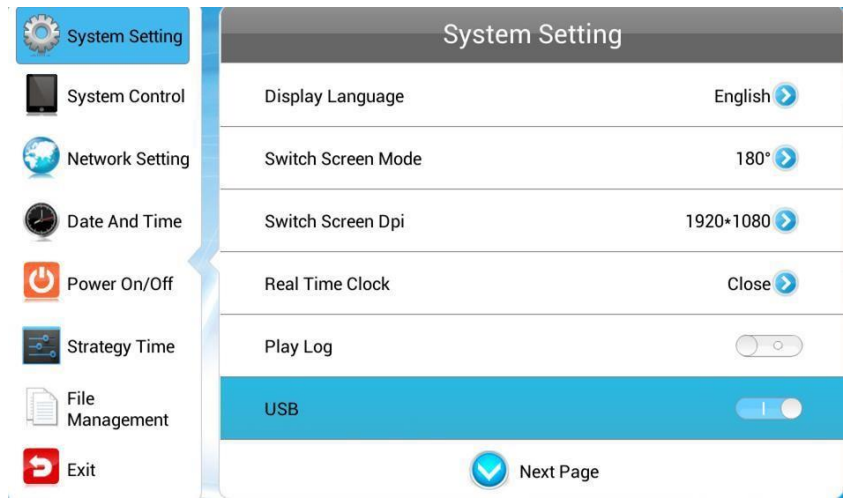 System Setting
System Control
Network Setting
Date And Time
Power On/Off
Strategy Time
File
Management
Exit
System Setting
Display Language English
Switch Screen Mode 180°
Switch Screen Dpi 1920*1080
Real Time Clock Close
Play Log
USB
Next Page